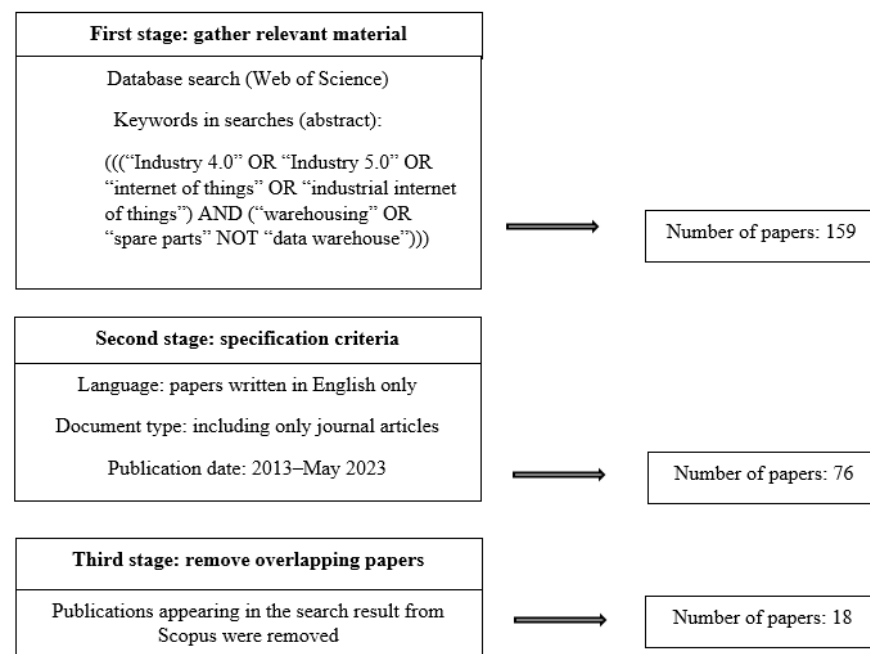 First stage: gather relevant material
Database search (Web of Science)
Keywords in searches (abstract):
(((“Industry 4.0” OR “Industry 5.0” OR
“internet of things” OR “industrial internet
of things”) AND (“warehousing” OR
“spare parts” NOT “data warehouse”)))
Number of papers: 159
Second stage: specification criteria
Language: papers written in English only
Document type: including only journal articles
Publication date: 2013–May 2023
Number of papers: 76
Third stage: remove overlapping papers
Publications appearing in the search result from
Scopus were removed
Number of papers: 18